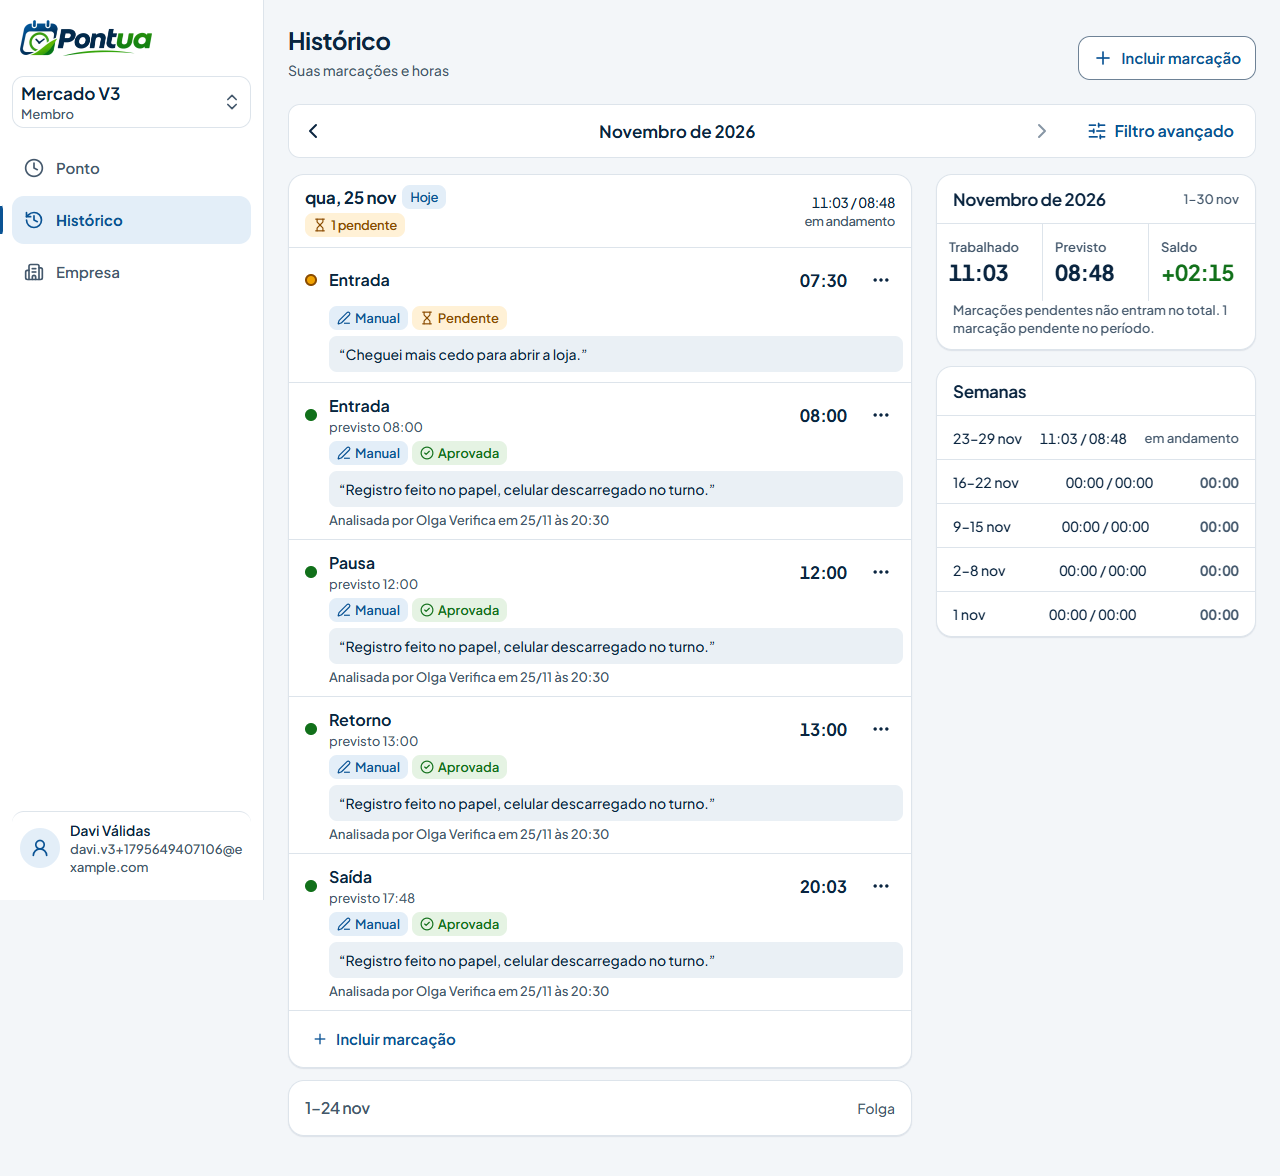 Pontua
Mercado V3
Membro
Ponto
Histórico
Empresa
Davi Válidas
davi.v3+1795649407106@e
xample.com
Histórico
Suas marcações e horas
Incluir marcação
Novembro de 2026
Filtro avançado
qua, 25 nov Hoje
1 pendente
11:03 / 08:48
em andamento
Entrada 07:30
Manual Pendente
“Cheguei mais cedo para abrir a loja.”
Entrada
previsto 08:00
08:00
Manual Aprovada
“Registro feito no papel, celular descarregado no turno.”
Analisada por Olga Verifica em 25/11 às 20:30
Pausa
previsto 12:00
12:00
Manual Aprovada
“Registro feito no papel, celular descarregado no turno.”
Analisada por Olga Verifica em 25/11 às 20:30
Retorno
previsto 13:00
13:00
Manual Aprovada
“Registro feito no papel, celular descarregado no turno.”
Analisada por Olga Verifica em 25/11 às 20:30
Saída
previsto 17:48
20:03
Manual Aprovada
“Registro feito no papel, celular descarregado no turno.”
Analisada por Olga Verifica em 25/11 às 20:30
Incluir marcação
1–24 nov Folga
Novembro de 2026 1–30 nov
Trabalhado Previsto Saldo
11:03 08:48 +02:15
Marcações pendentes não entram no total. 1
marcação pendente no período.
Semanas
23–29 nov 11:03 / 08:48 em andamento
16–22 nov 00:00 / 00:00 00:00
9–15 nov 00:00 / 00:00 00:00
2–8 nov 00:00 / 00:00 00:00
1 nov 00:00 / 00:00 00:00